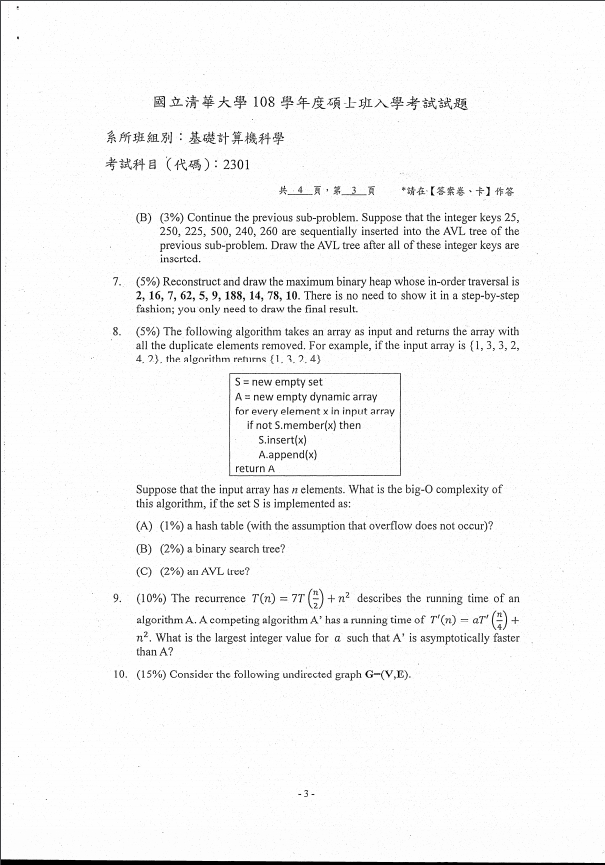 國立清華大學 108 學年度碩士班入學考試試題
系所班組別：基礎計算機科學
考試科目（代碼）：2301
共 4 頁，第 3 頁 *請在【答案卷、卡】作答
(B) (3%) Continue the previous sub-problem. Suppose that the integer keys 25,
250, 225, 500, 240, 260 are sequentially inserted into the AVL tree of the
previous sub-problem. Draw the AVL tree after all of these integer keys are
inserted.
7. (5%) Reconstruct and draw the maximum binary heap whose in-order traversal is
2, 16, 7, 62, 5, 9, 188, 14, 78, 10. There is no need to show it in a step-by-step
fashion; you only need to draw the final result.
8. (5%) The following algorithm takes an array as input and returns the array with
all the duplicate elements removed. For example, if the input array is {1, 3, 3, 2,
4, 2}, the algorithm returns {1, 3, 2, 4}
S = new empty set
A = new empty dynamic array
for every element x in input array
if not S.member(x) then
S.insert(x)
A.append(x)
return A
Suppose that the input array has n elements. What is the big-O complexity of
this algorithm, if the set S is implemented as:
(A) (1%) a hash table (with the assumption that overflow does not occur)?
(B) (2%) a binary search tree?
(C) (2%) an AVL tree?
9. (10%) The recurrence T(n) = 7T(n/2) + n² describes the running time of an
algorithm A. A competing algorithm A' has a running time of T'(n) = aT'(n/4) +
n². What is the largest integer value for a such that A' is asymptotically faster
than A?
10. (15%) Consider the following undirected graph G=(V,E).
- 3 -